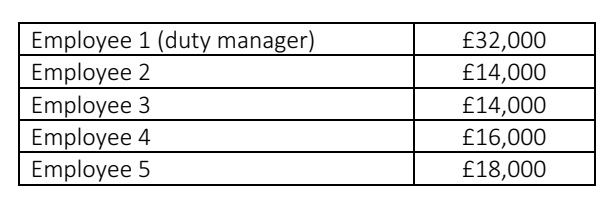 Employee 1 (duty manager) £32,000
Employee 2 £14,000
Employee 3 £14,000
Employee 4 £16,000
Employee 5 £18,000